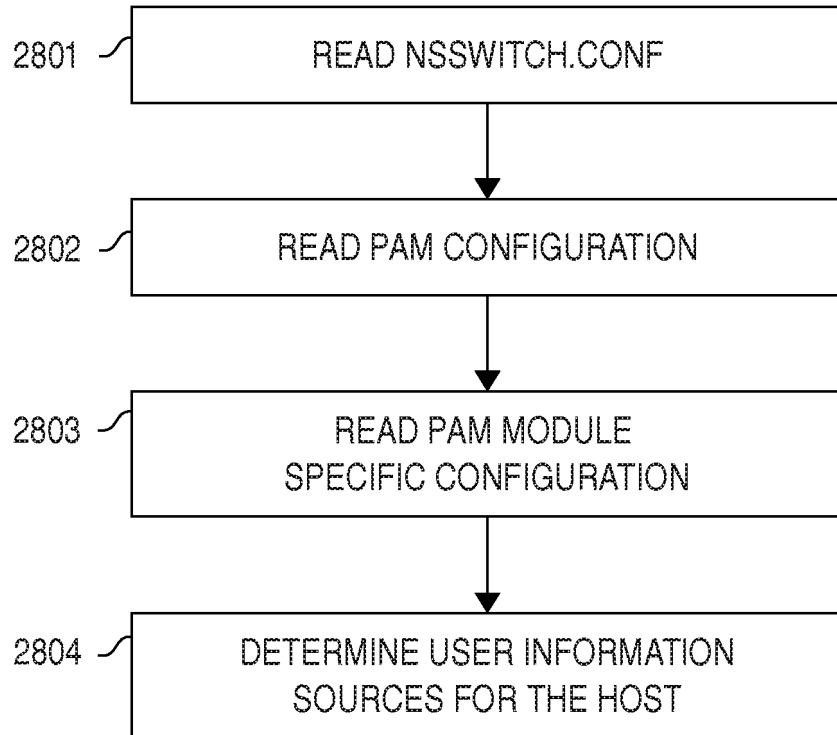 2801
READ NSSWITCH.CONF
2802
READ PAM CONFIGURATION
2803
READ PAM MODULE
SPECIFIC CONFIGURATION
2804
DETERMINE USER INFORMATION
SOURCES FOR THE HOST